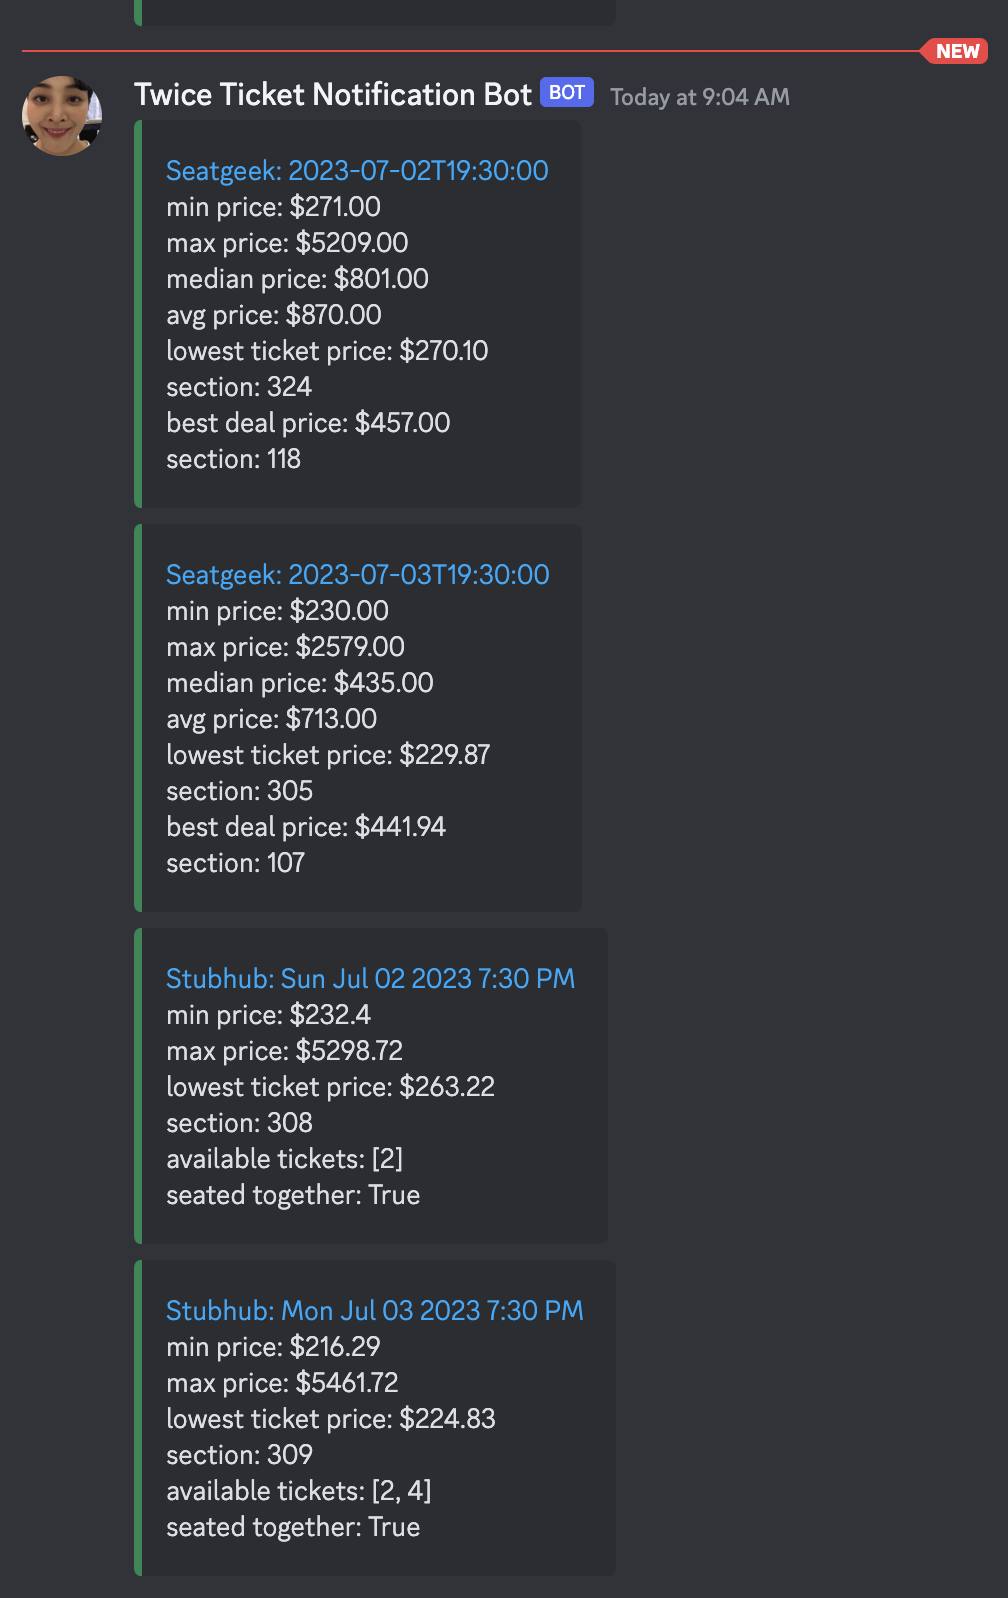 NEW
Twice Ticket Notification Bot BOT Today at 9:04 AM
Seatgeek: 2023-07-02T19:30:00
min price: $271.00
max price: $5209.00
median price: $801.00
avg price: $870.00
lowest ticket price: $270.10
section: 324
best deal price: $457.00
section: 118
Seatgeek: 2023-07-03T19:30:00
min price: $230.00
max price: $2579.00
median price: $435.00
avg price: $713.00
lowest ticket price: $229.87
section: 305
best deal price: $441.94
section: 107
Stubhub: Sun Jul 02 2023 7:30 PM
min price: $232.4
max price: $5298.72
lowest ticket price: $263.22
section: 308
available tickets: [2]
seated together: True
Stubhub: Mon Jul 03 2023 7:30 PM
min price: $216.29
max price: $5461.72
lowest ticket price: $224.83
section: 309
available tickets: [2, 4]
seated together: True